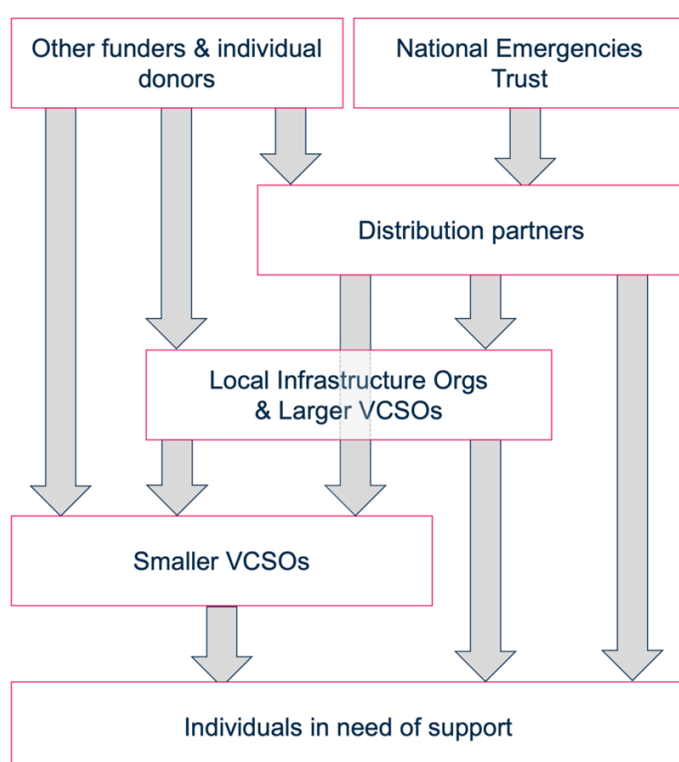 Other funders & individual
donors
National Emergencies
Trust
Distribution partners
Local Infrastructure Orgs
& Larger VCSOs
Smaller VCSOs
Individuals in need of support